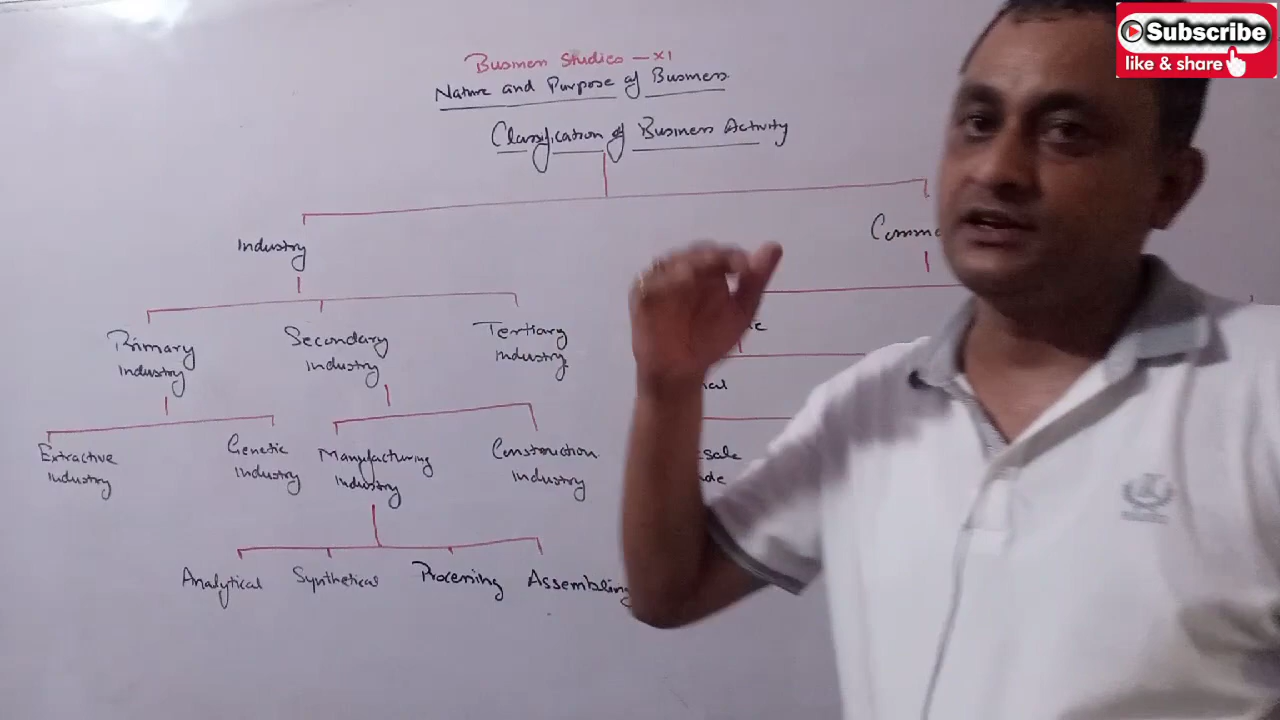 Subscribe
like & share
Business Studies - XI
Nature and Purpose of Business
Classification of Business Activity
Industry
Primary
Industry
Secondary
Industry
Tertiary
Industry
Extractive
Industry
Genetic
Industry
Manufacturing
Industry
Construction
Industry
Analytical
Synthetical
Processing
Assembling